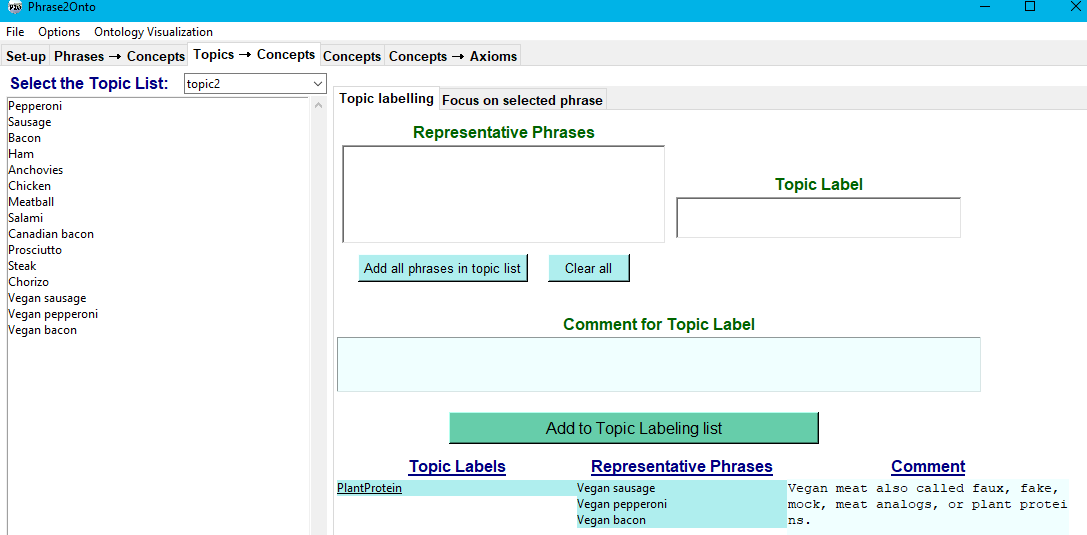 P2O Phrase2Onto
File Options Ontology Visualization
Set-up Phrases → Concepts Topics → Concepts Concepts Concepts → Axioms
Select the Topic List: topic2
Pepperoni
Sausage
Bacon
Ham
Anchovies
Chicken
Meatball
Salami
Canadian bacon
Prosciutto
Steak
Chorizo
Vegan sausage
Vegan pepperoni
Vegan bacon
Topic labelling Focus on selected phrase
Representative Phrases
Topic Label
Add all phrases in topic list Clear all
Comment for Topic Label
Add to Topic Labeling list
Topic Labels Representative Phrases Comment
PlantProtein Vegan sausage Vegan meat also called faux, fake,
Vegan pepperoni mock, meat analogs, or plant protei
Vegan bacon ns.